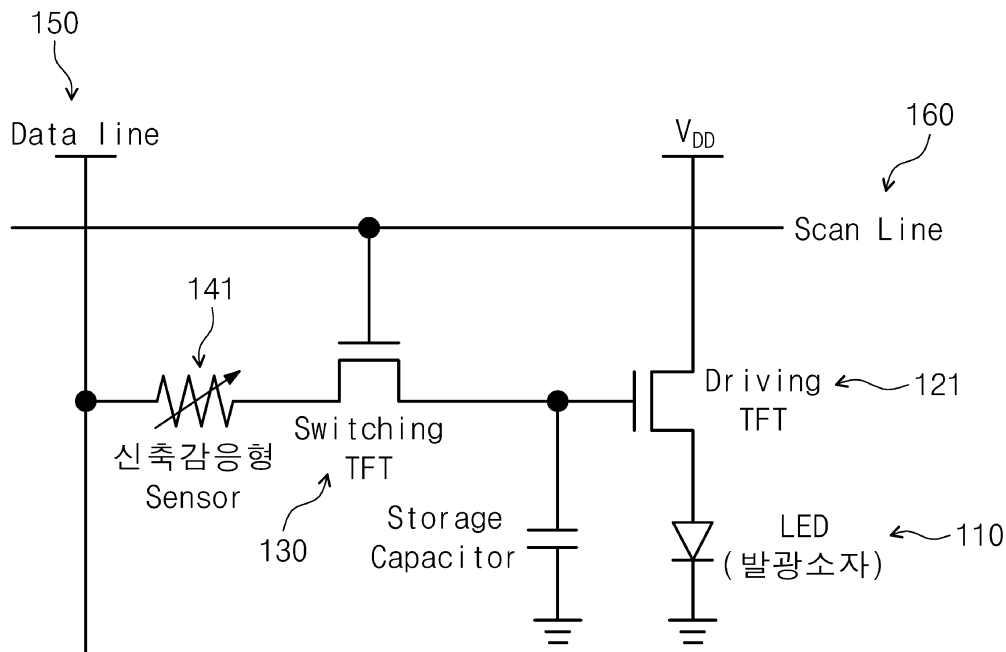 150
Data line
V_DD
160
Scan Line
141
Driving
TFT
121
Switching
TFT
신축감응형
Sensor
130
Storage
Capacitor
LED
(발광소자)
110